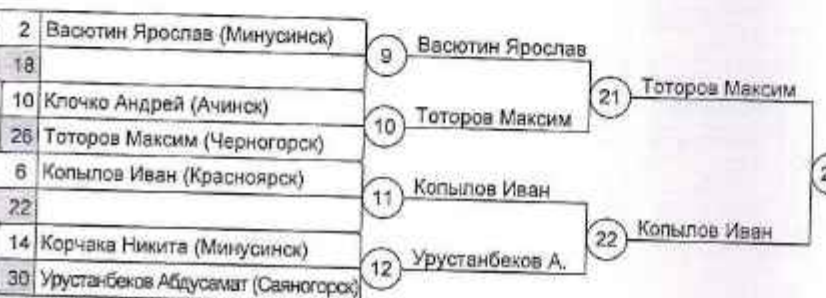 2 Васютин Ярослав (Минусинск)
18
10 Клочко Андрей (Ачинск)
26 Тоторов Максим (Черногорск)
6 Копылов Иван (Красноярск)
22
14 Корчака Никита (Минусинск)
30 Урустанбеков Абдусамат (Саяногорск)
9 Васютин Ярослав
10 Тоторов Максим
11 Копылов Иван
12 Урустанбеков А.
21 Тоторов Максим
22 Копылов Иван